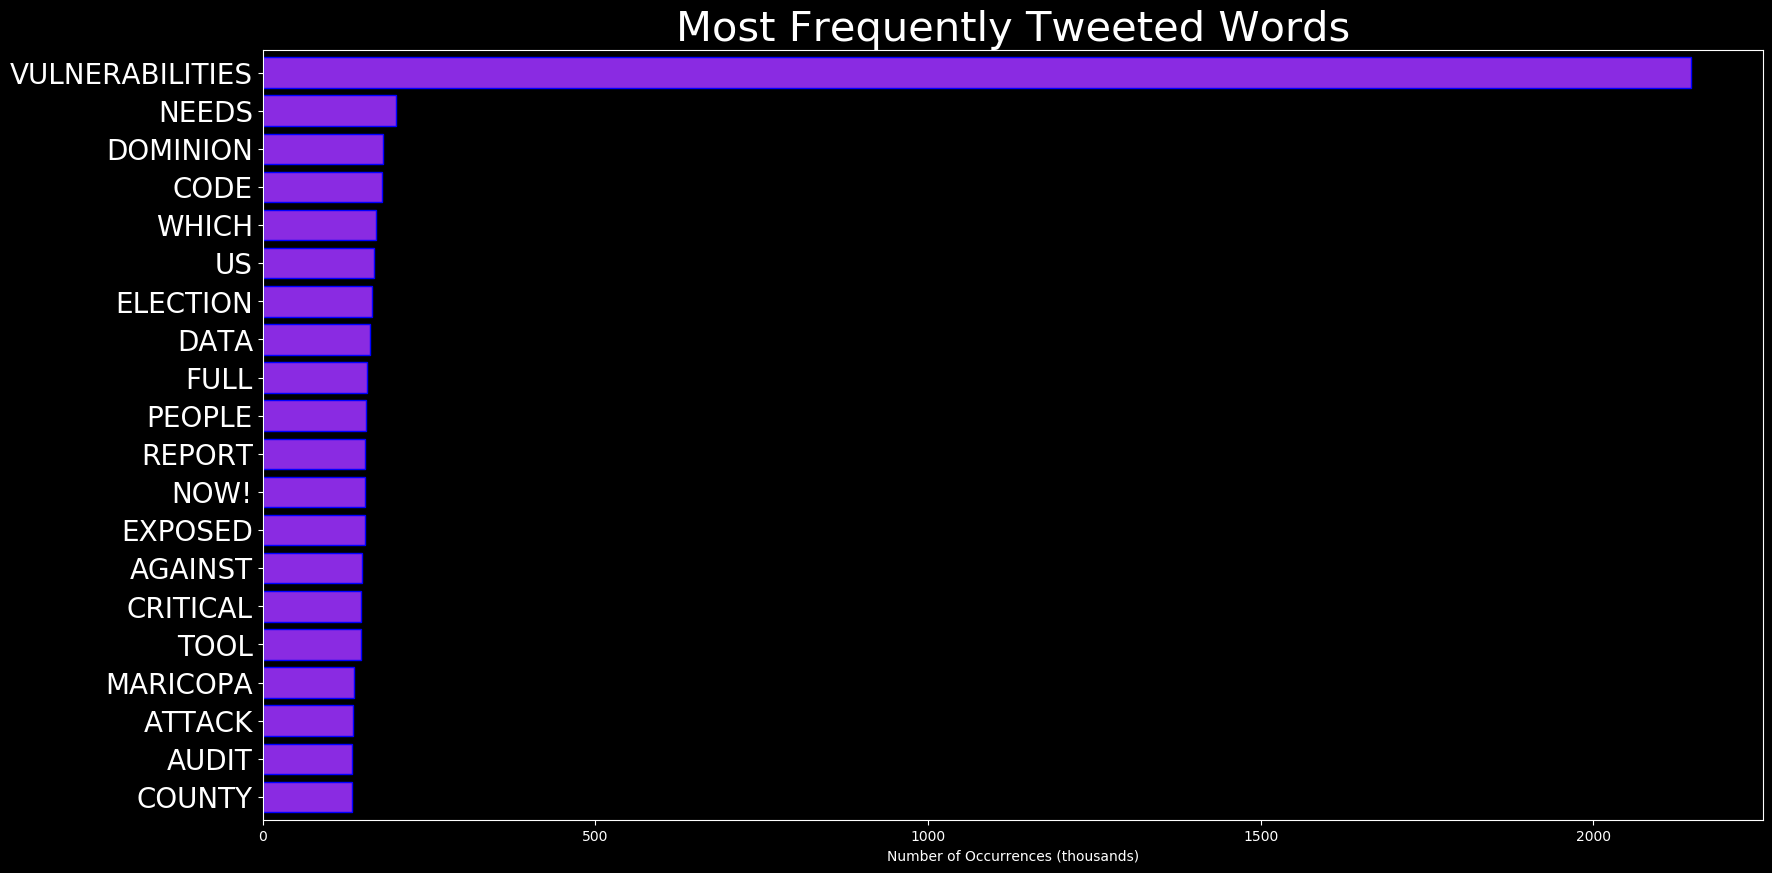 Most Frequently Tweeted Words
VULNERABILITIES
NEEDS
DOMINION
CODE
WHICH
US
ELECTION
DATA
FULL
PEOPLE
REPORT
NOW!
EXPOSED
AGAINST
CRITICAL
TOOL
MARICOPA
ATTACK
AUDIT
COUNTY
0 500 1000 1500 2000
Number of Occurrences (thousands)